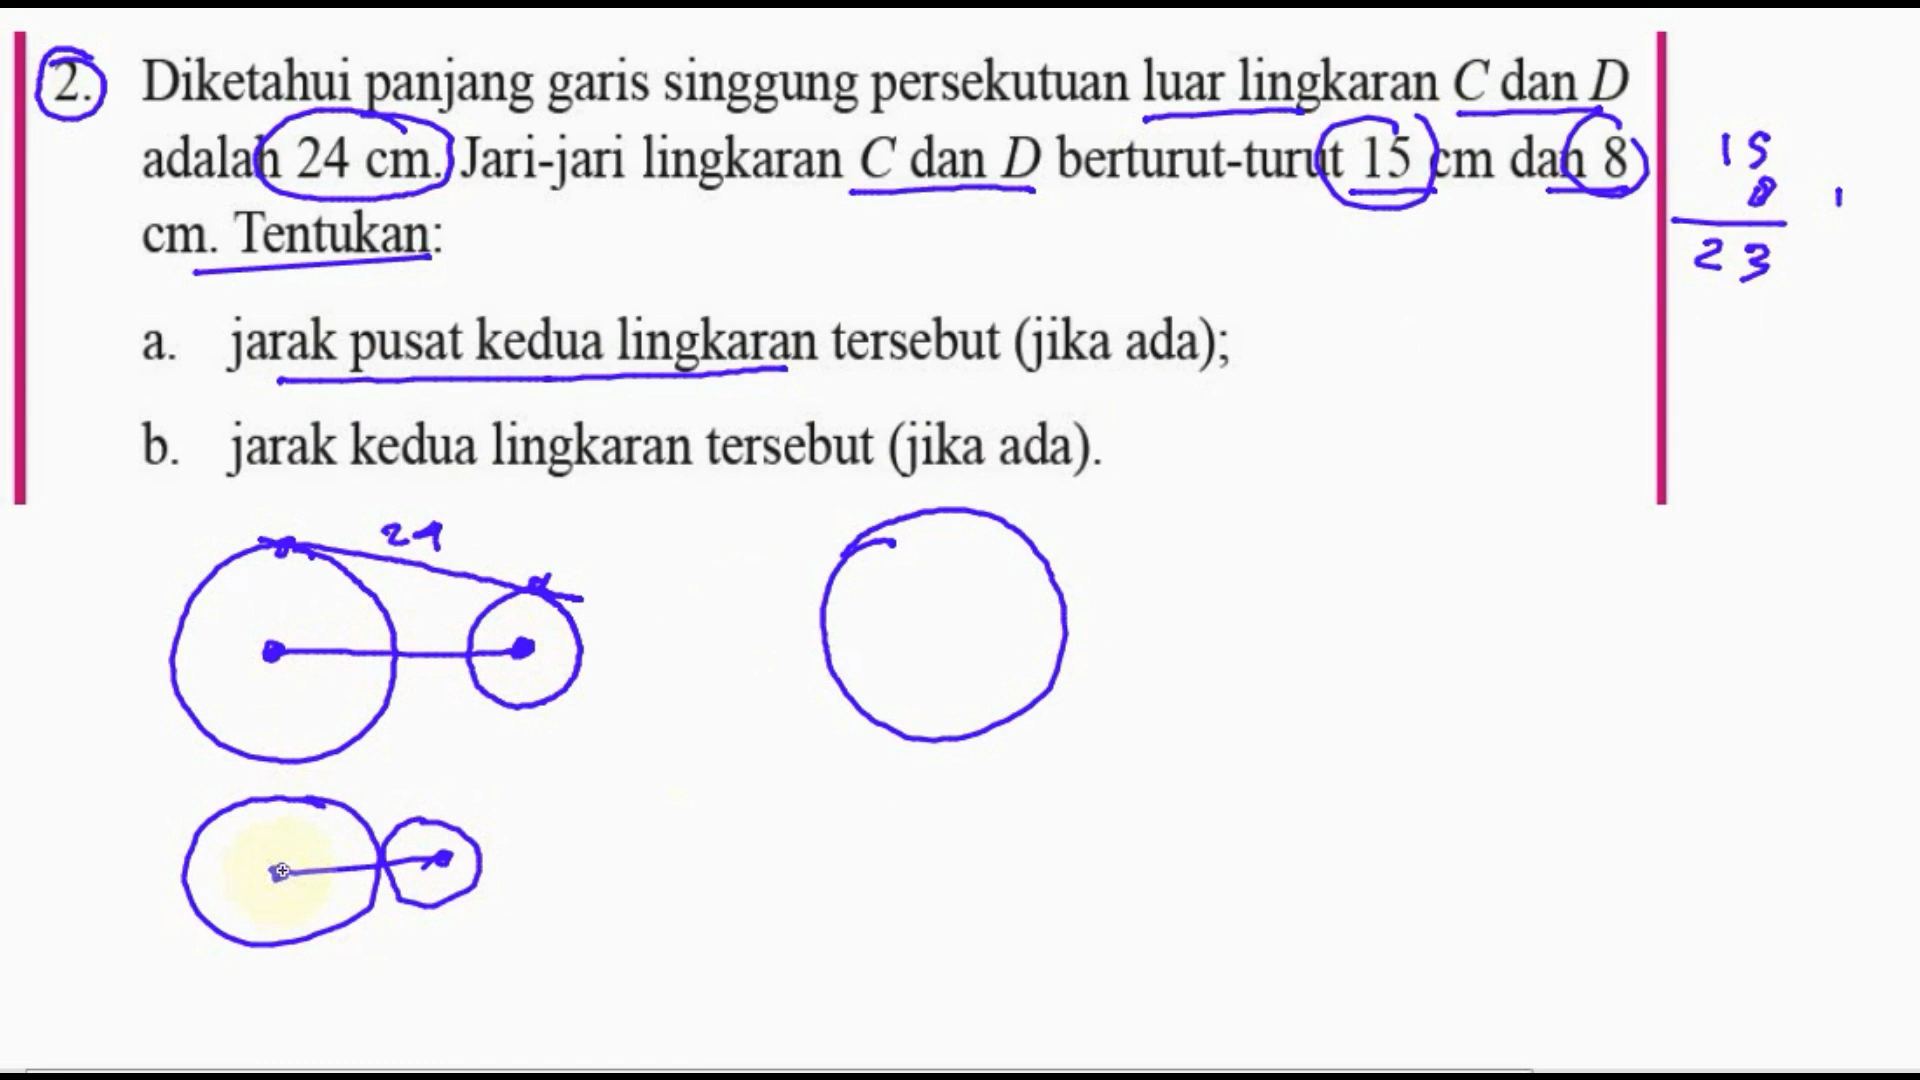 2. Diketahui panjang garis singgung persekutuan luar lingkaran C dan D
adalah 24 cm. Jari-jari lingkaran C dan D berturut-turut 15 cm dan 8
cm. Tentukan:
a. jarak pusat kedua lingkaran tersebut (jika ada);
b. jarak kedua lingkaran tersebut (jika ada).
15
8
23
24